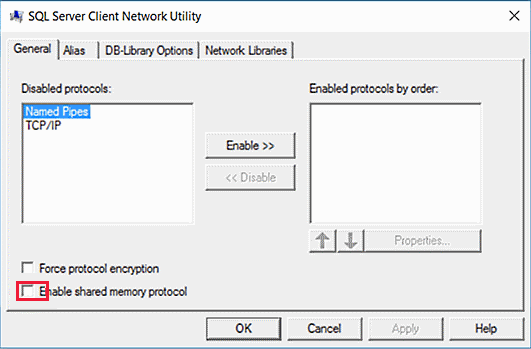 SQL Server Client Network Utility
General Alias DB-Library Options Network Libraries
Disabled protocols: Enabled protocols by order:
Named Pipes
TCP/IP
Enable >>
<< Disable
Properties...
Force protocol encryption
Enable shared memory protocol
OK Cancel Apply Help